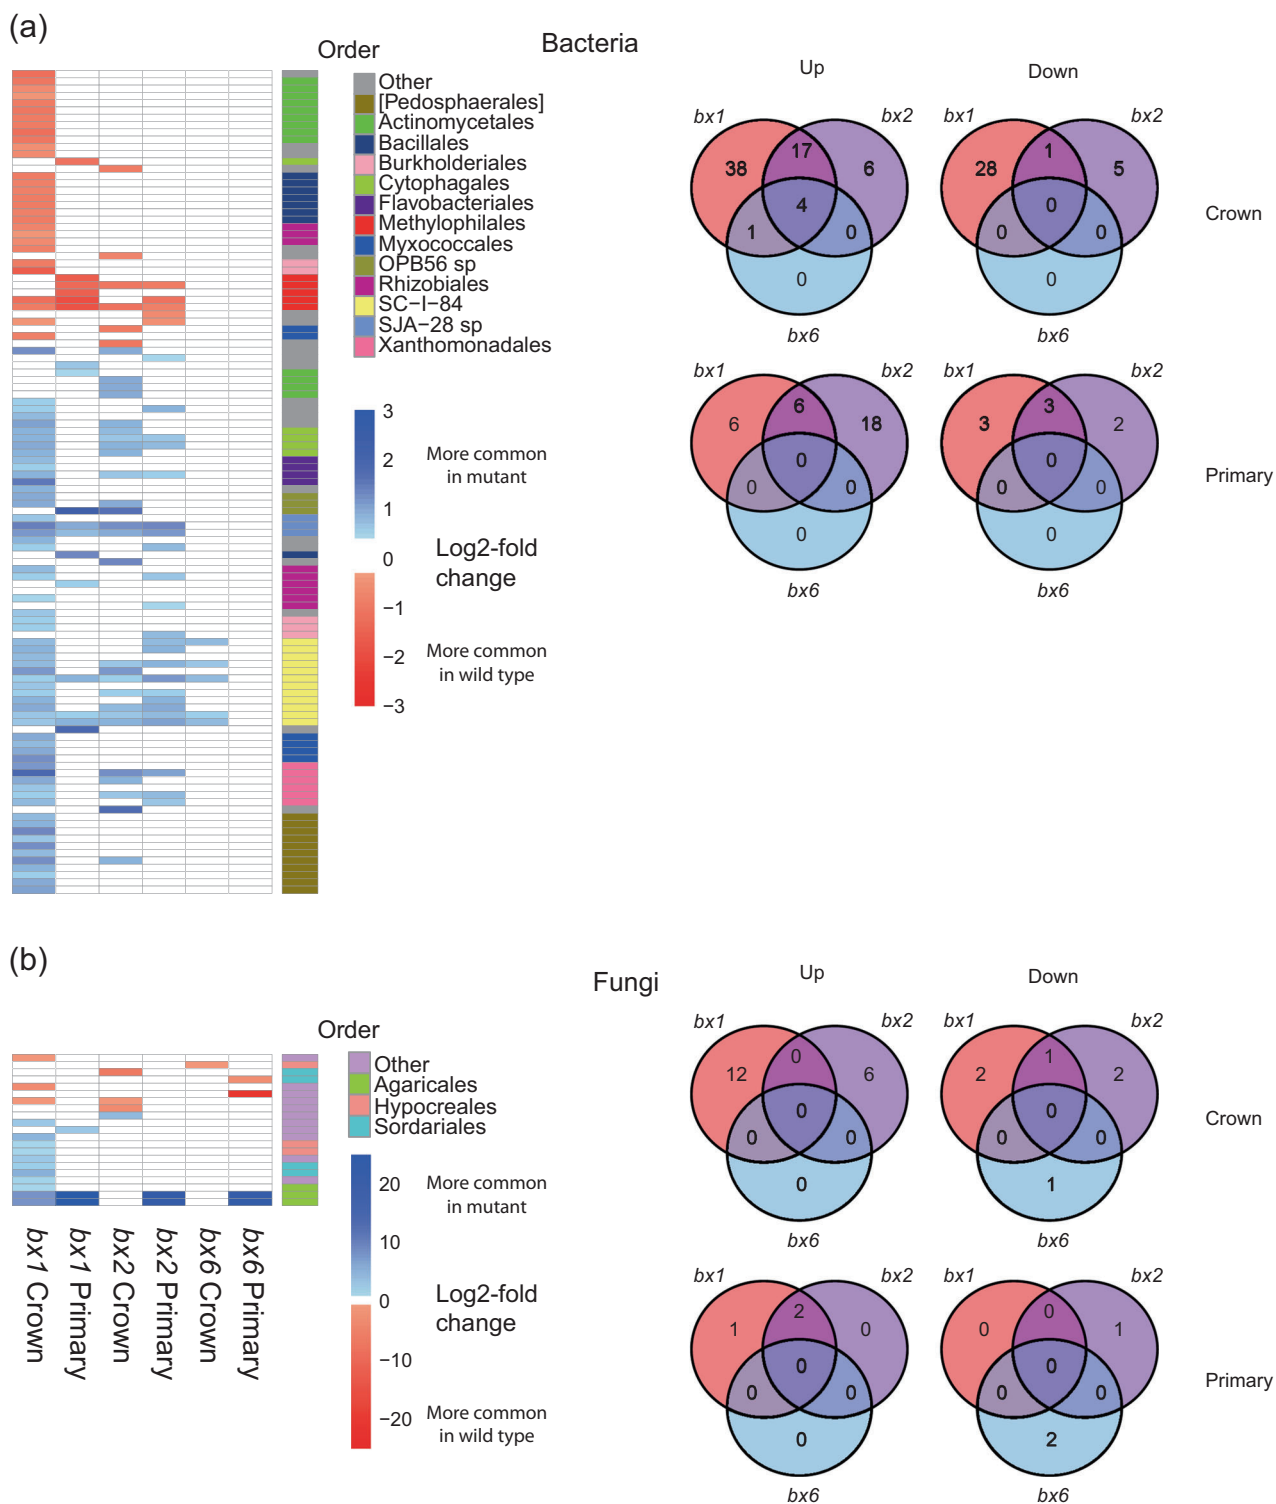 (a)
Order
Bacteria
Other
[Pedosphaerales]
Actinomycetales
Bacillales
Burkholderiales
Cytophagales
Flavobacteriales
Methylophilales
Myxococcales
OPB56 sp
Rhizobiales
SC−I−84
SJA−28 sp
Xanthomonadales
3
2
1
0
−1
−2
−3
More common
in mutant
Log2-fold
change
More common
in wild type
Up
Down
bx1
bx2
38
17
6
4
1
0
0
bx6
bx1
bx2
28
1
5
0
0
0
0
bx6
Crown
bx1
bx2
6
6
18
0
0
0
0
bx6
bx1
bx2
3
3
2
0
0
0
0
bx6
Primary
(b)
Order
Fungi
Other
Agaricales
Hypocreales
Sordariales
20
10
0
−10
−20
More common
in mutant
Log2-fold
change
More common
in wild type
bx1 Crown
bx1 Primary
bx2 Crown
bx2 Primary
bx6 Crown
bx6 Primary
Up
Down
bx1
bx2
12
0
6
0
0
0
0
bx6
bx1
bx2
2
1
2
0
0
0
1
bx6
Crown
bx1
bx2
1
2
0
0
0
0
0
bx6
bx1
bx2
0
0
1
0
0
0
2
bx6
Primary